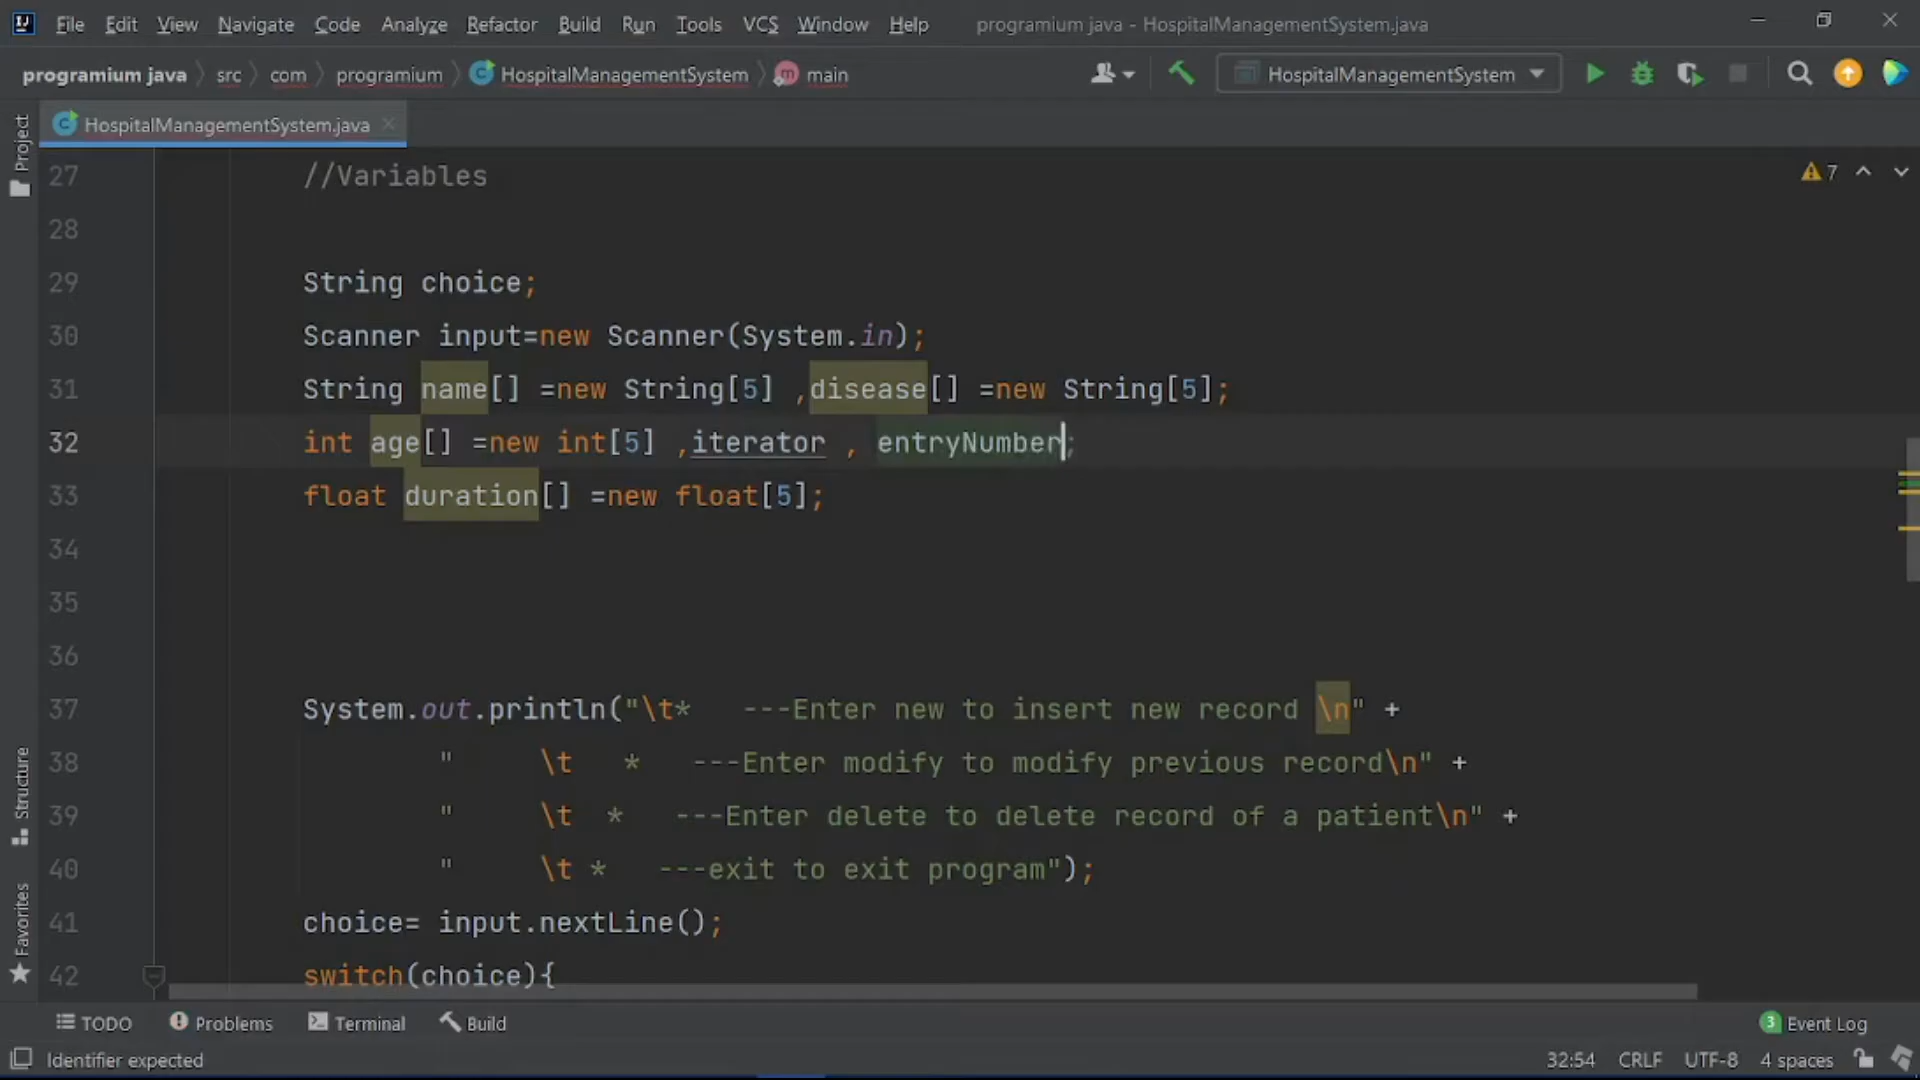 File Edit View Navigate Code Analyze Refactor Build Run Tools VCS Window Help programium java - HospitalManagementSystem.java
programium java src com programium HospitalManagementSystem main HospitalManagementSystem
HospitalManagementSystem.java
Project
27 //Variables
7
28
29 String choice;
30 Scanner input=new Scanner(System.in);
31 String name[] =new String[5] ,disease[] =new String[5];
32 int age[] =new int[5] ,iterator , entryNumber;
33 float duration[] =new float[5];
34
35
36
37 System.out.println("\t*   ---Enter new to insert new record \n" +
38 "     \t   *   ---Enter modify to modify previous record\n" +
39 "     \t  *   ---Enter delete to delete record of a patient\n" +
40 "     \t *   ---exit to exit program");
41 choice= input.nextLine();
42 switch(choice){
Structure
Favorites
TODO Problems Terminal Build 3 Event Log
Identifier expected 32:54 CRLF UTF-8 4 spaces